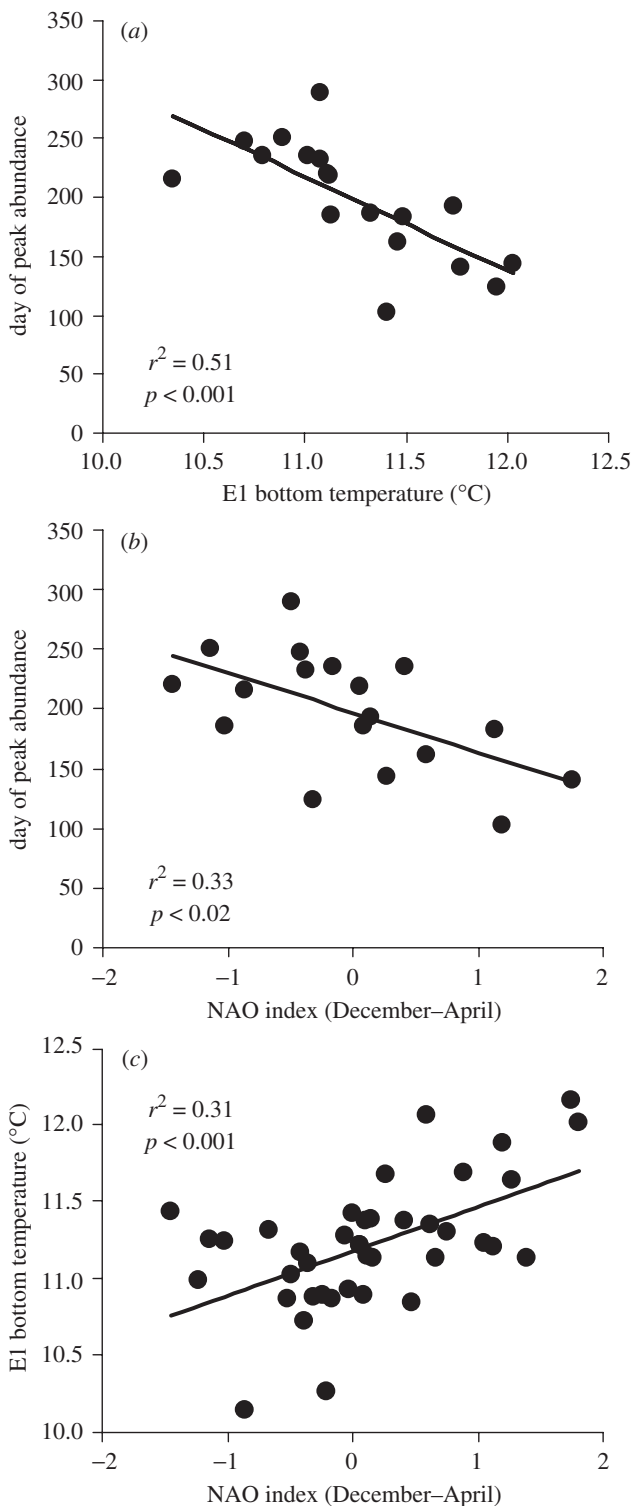 (a)
350
300
250
200
150
100
50
0
day of peak abundance
r² = 0.51
p < 0.001
10.0 10.5 11.0 11.5 12.0 12.5
E1 bottom temperature (°C)
(b)
350
300
250
200
150
100
50
0
day of peak abundance
r² = 0.33
p < 0.02
−2 −1 0 1 2
NAO index (December–April)
(c)
12.5
12.0
11.5
11.0
10.5
10.0
E1 bottom temperature (°C)
r² = 0.31
p < 0.001
−2 −1 0 1 2
NAO index (December–April)